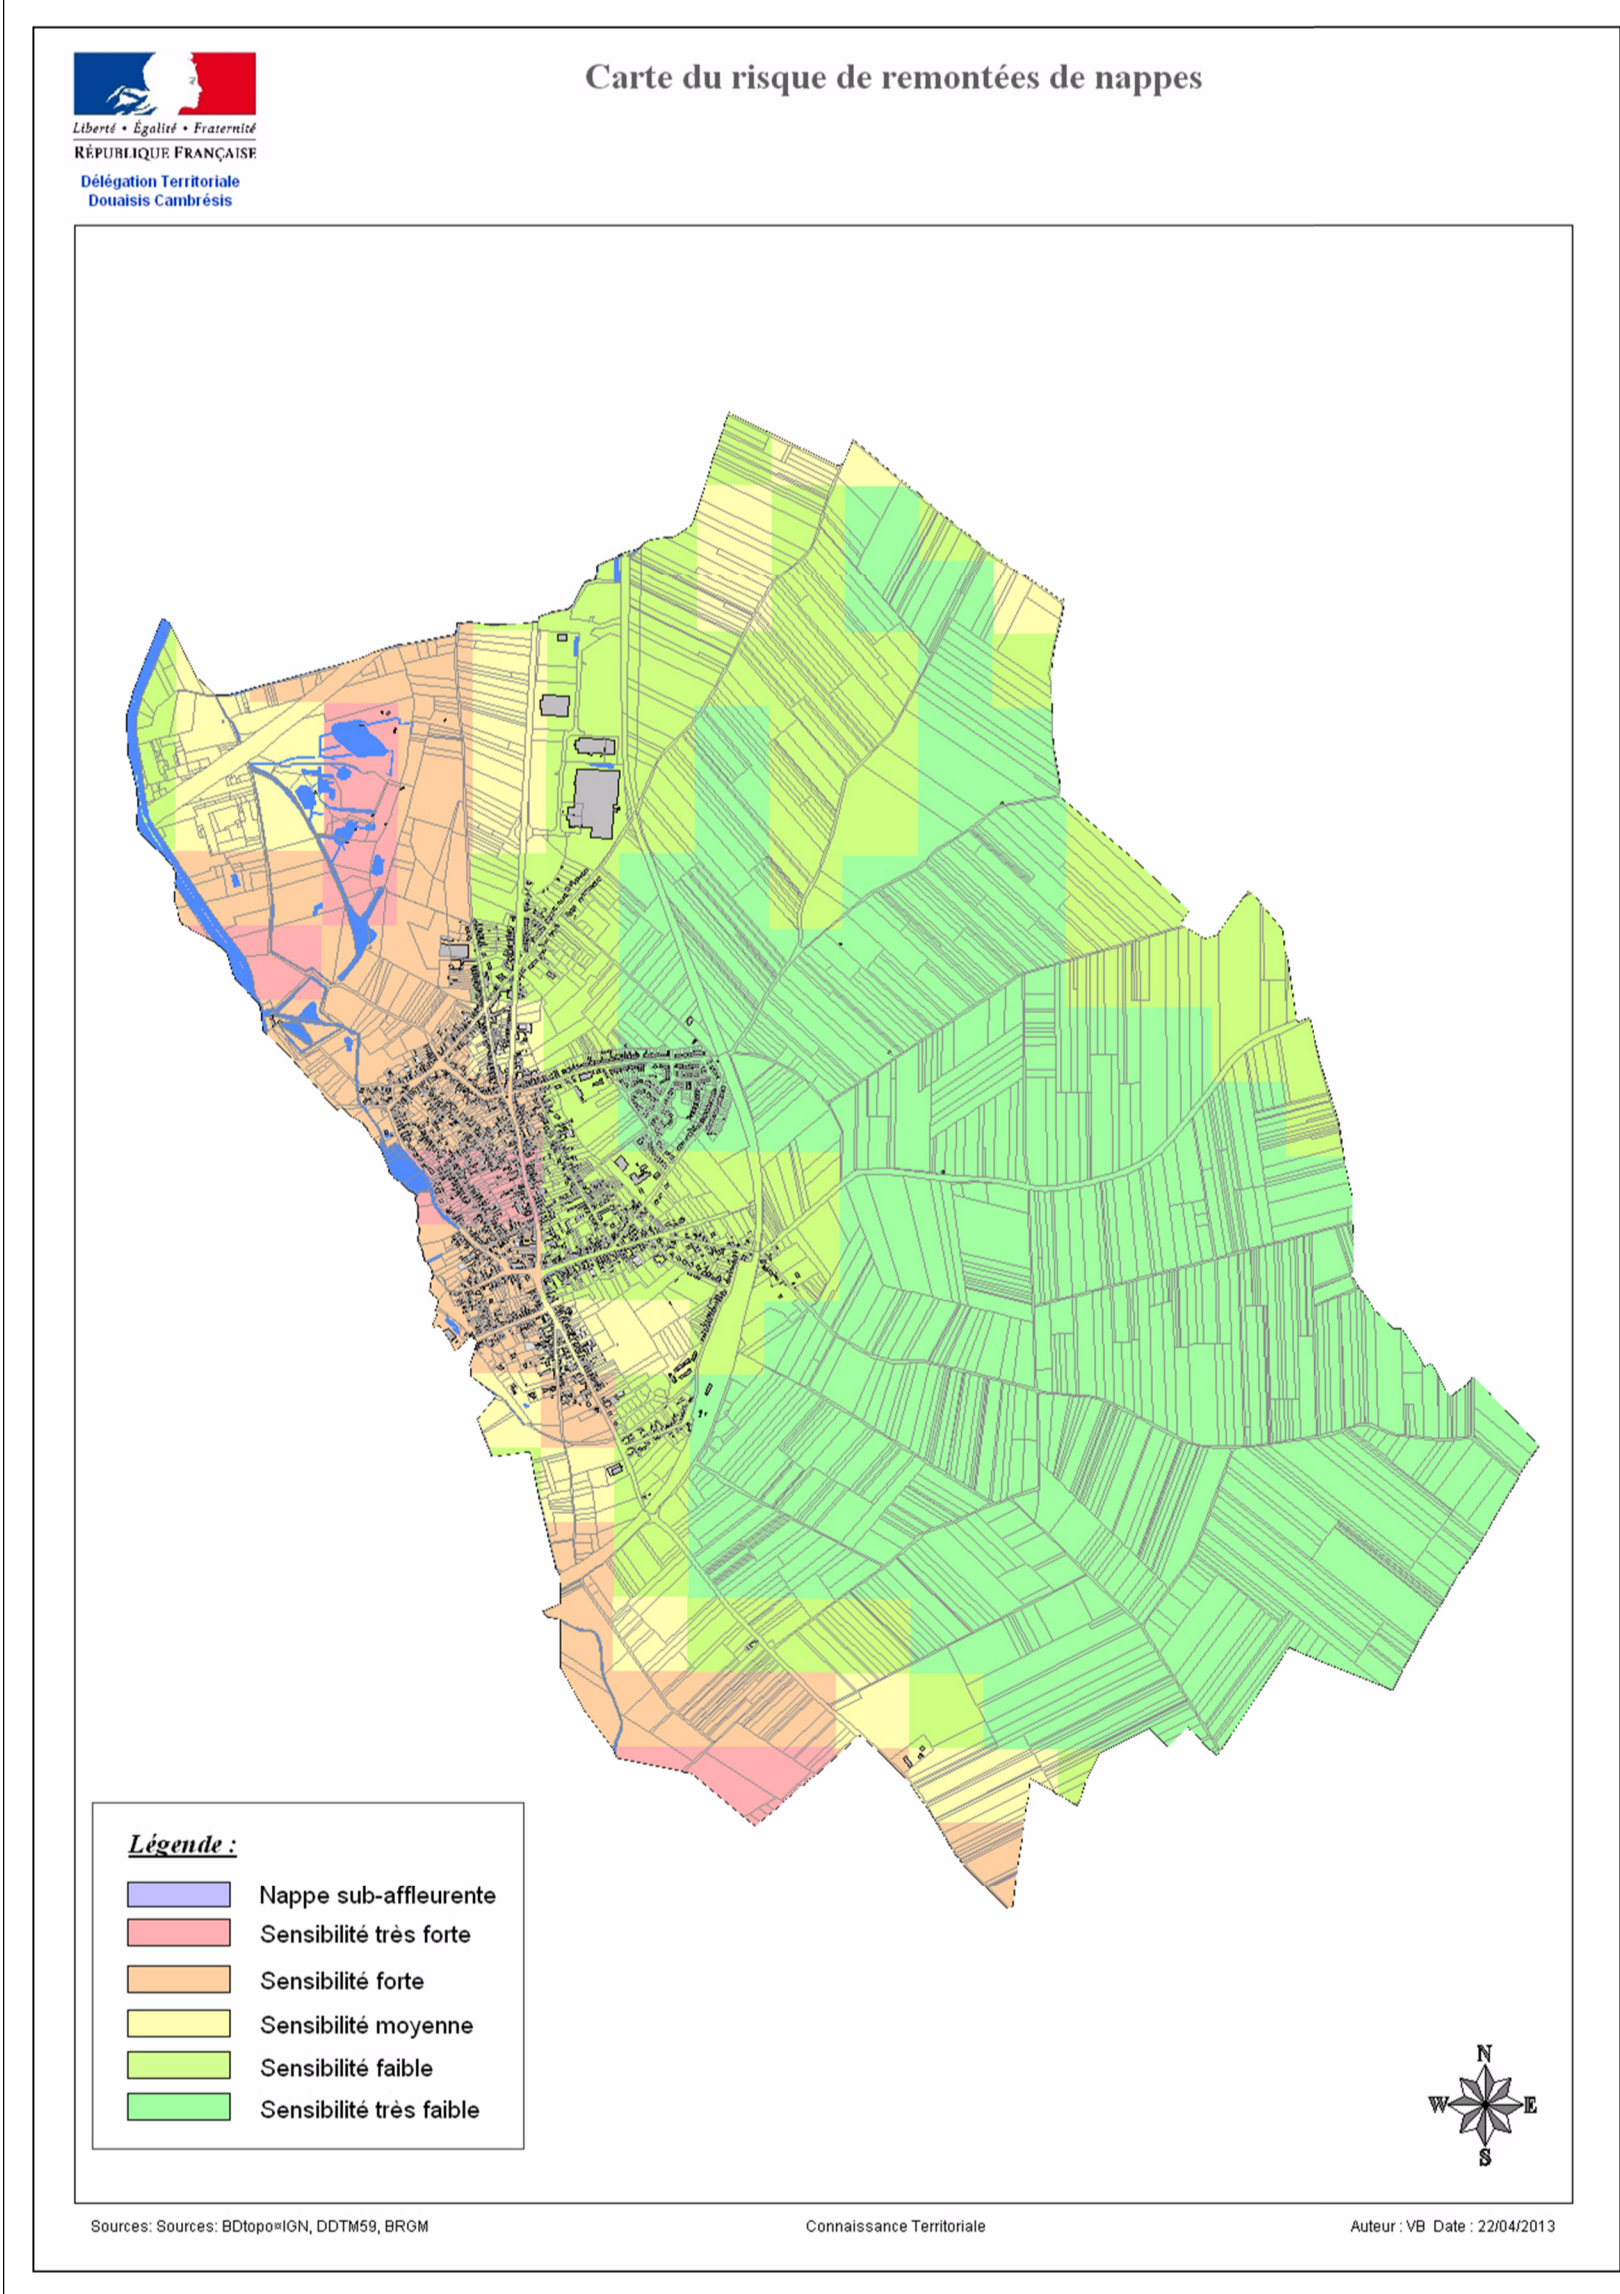 Carte du risque de remontées de nappes
Liberté • Égalité • Fraternité
RÉPUBLIQUE FRANÇAISE
Délégation Territoriale
Douaisis Cambrésis
Légende :
Nappe sub-affleurente
Sensibilité très forte
Sensibilité forte
Sensibilité moyenne
Sensibilité faible
Sensibilité très faible
N
W E
S
Sources: Sources: BDtopo¤IGN, DDTM59, BRGM
Connaissance Territoriale
Auteur : VB Date : 22/04/2013